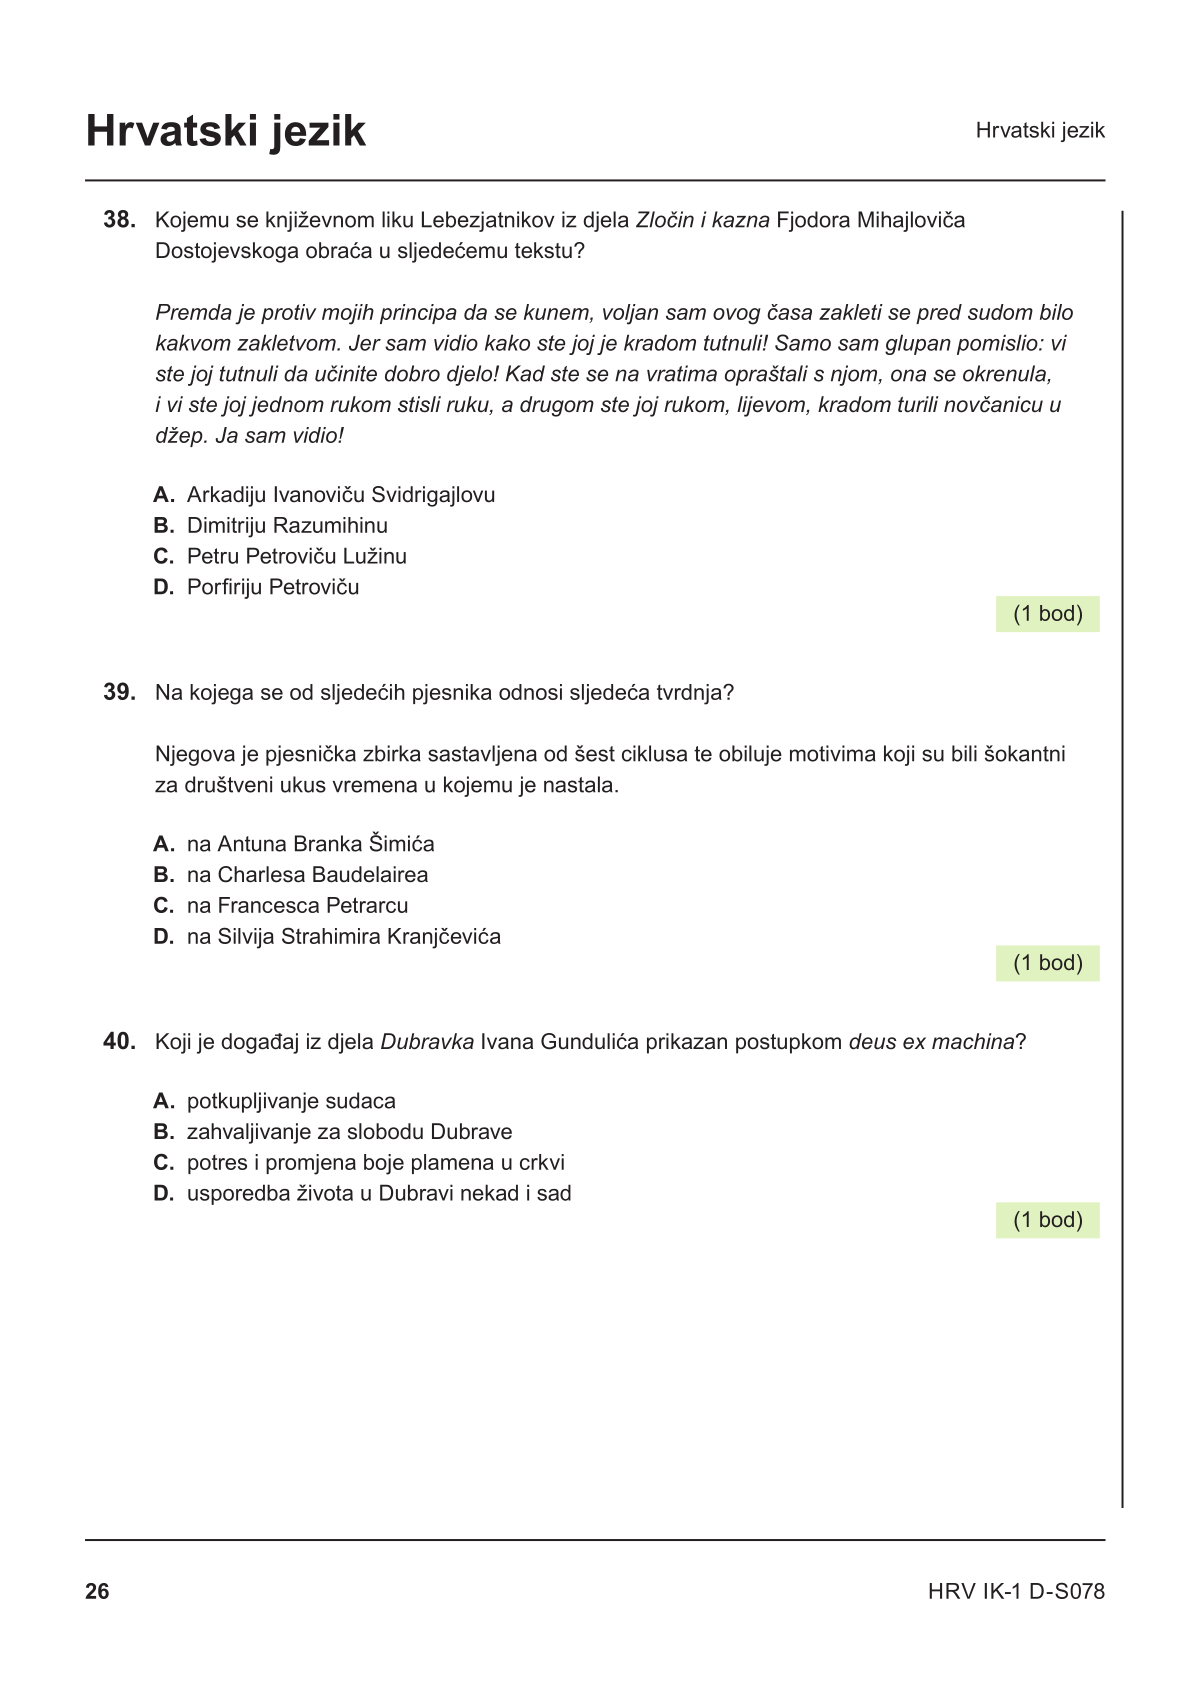 Hrvatski jezik
Hrvatski jezik
38. Kojemu se književnom liku Lebezjatnikov iz djela Zločin i kazna Fjodora Mihajloviča
Dostojevskoga obraća u sljedećemu tekstu?
Premda je protiv mojih principa da se kunem, voljan sam ovog časa zakleti se pred sudom bilo
kakvom zakletvom. Jer sam vidio kako ste joj je kradom tutnuli! Samo sam glupan pomislio: vi
ste joj tutnuli da učinite dobro djelo! Kad ste se na vratima opraštali s njom, ona se okrenula,
i vi ste joj jednom rukom stisli ruku, a drugom ste joj rukom, lijevom, kradom turili novčanicu u
džep. Ja sam vidio!
A. Arkadiju Ivanoviču Svidrigajlovu
B. Dimitriju Razumihinu
C. Petru Petroviču Lužinu
D. Porfiriju Petroviču
(1 bod)
39. Na kojega se od sljedećih pjesnika odnosi sljedeća tvrdnja?
Njegova je pjesnička zbirka sastavljena od šest ciklusa te obiluje motivima koji su bili šokantni
za društveni ukus vremena u kojemu je nastala.
A. na Antuna Branka Šimića
B. na Charlesa Baudelairea
C. na Francesca Petrarcu
D. na Silvija Strahimira Kranjčevića
(1 bod)
40. Koji je događaj iz djela Dubravka Ivana Gundulića prikazan postupkom deus ex machina?
A. potkupljivanje sudaca
B. zahvaljivanje za slobodu Dubrave
C. potres i promjena boje plamena u crkvi
D. usporedba života u Dubravi nekad i sad
(1 bod)
26
HRV IK-1 D-S078